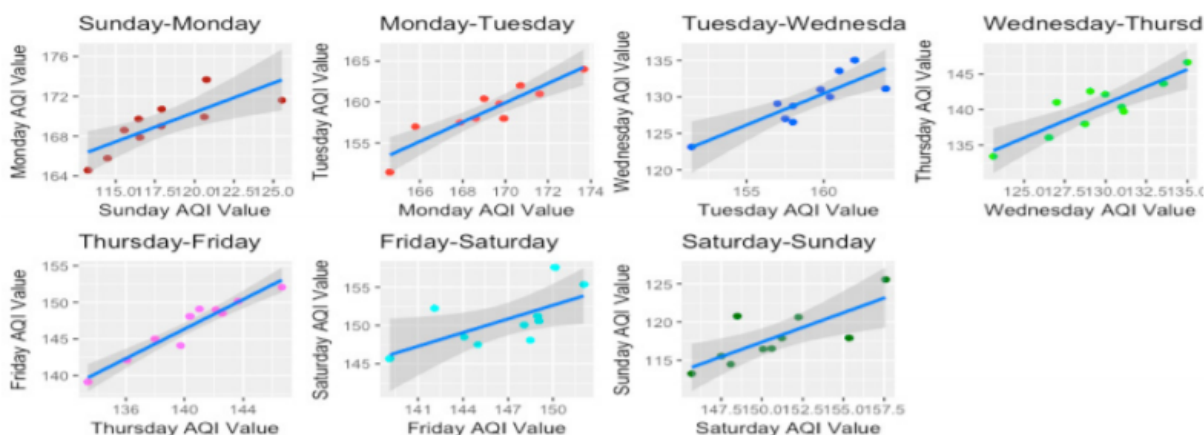 Sunday-Monday
Monday AQI Value
176
172
168
164
115.0117.5120.0122.5125.0
Sunday AQI Value
Monday-Tuesday
Tuesday AQI Value
165
160
155
166 168 170 172 174
Monday AQI Value
Tuesday-Wednesda
Wednesday AQI Value
135
130
125
120
155 160
Tuesday AQI Value
Wednesday-Thursd
Thursday AQI Value
145
140
135
125.0127.5130.0132.5135.0
Wednesday AQI Value
Thursday-Friday
Friday AQI Value
155
150
145
140
136 140 144
Thursday AQI Value
Friday-Saturday
Saturday AQI Value
155
150
145
141 144 147 150
Friday AQI Value
Saturday-Sunday
Sunday AQI Value
125
120
115
147.5150.0152.5155.0157.5
Saturday AQI Value